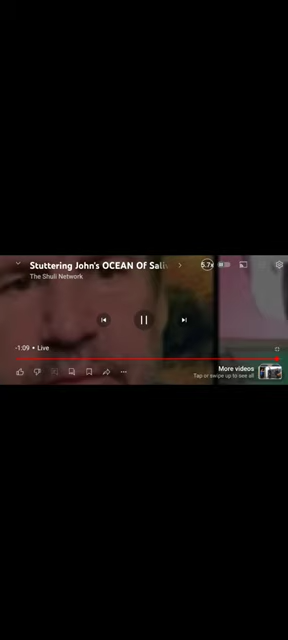 Stuttering John's OCEAN Of Saliv
5.7x
The Shuli Network
-1:09 • Live
More videos
Tap or swipe up to see all